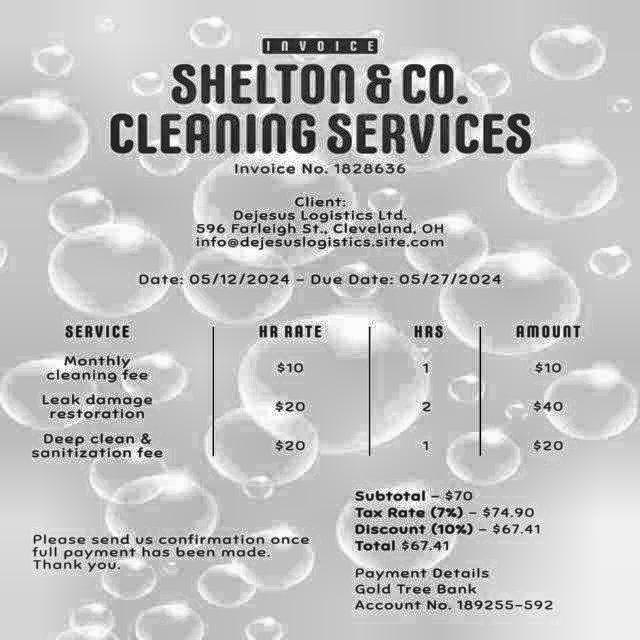 INVOICE
SHELTON & CO.
CLEANING SERVICES
Invoice No. 1828636
Client:
Dejesus Logistics Ltd.
596 Farleigh St., Cleveland, OH
info@dejesuslogistics.site.com
Date: 05/12/2024 - Due Date: 05/27/2024
SERVICE HR RATE HRS AMOUNT
Monthly
cleaning fee $10 1 $10
Leak damage
restoration $20 2 $40
Deep clean &
sanitization fee $20 1 $20
Subtotal - $70
Tax Rate (7%) - $74.90
Discount (10%) - $67.41
Total $67.41
Please send us confirmation once
full payment has been made.
Thank you.
Payment Details
Gold Tree Bank
Account No. 189255-592